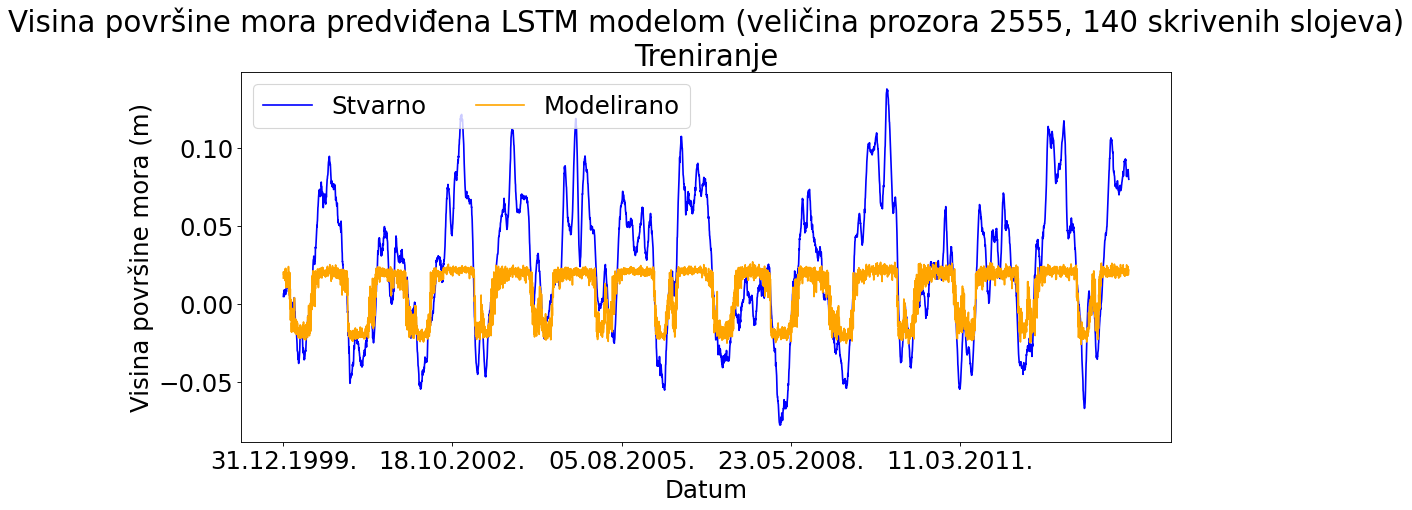 Visina površine mora predviđena LSTM modelom (veličina prozora 2555, 140 skrivenih slojeva)
Treniranje
Stvarno
Modelirano
Visina površine mora (m)
0.10
0.05
0.00
−0.05
31.12.1999.
18.10.2002.
05.08.2005.
23.05.2008.
11.03.2011.
Datum